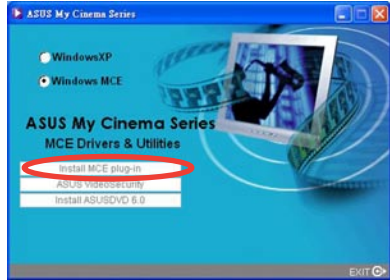 ASUS My Cinema Series
WindowsXP
Windows MCE
ASUS My Cinema Series
MCE Drivers & Utilities
Install MCE plug-in
ASUS VideoSecurity
Install ASUSDVD 6.0
EXIT